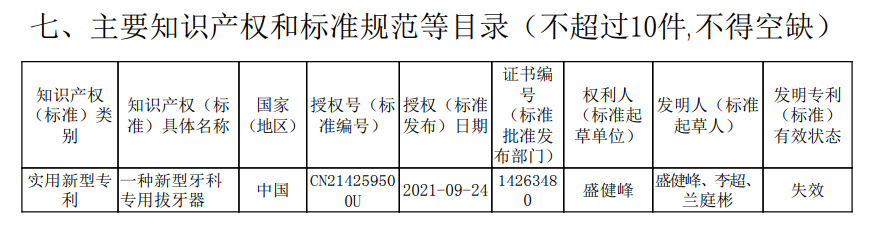 七、主要知识产权和标准规范等目录（不超过10件,不得空缺）
知识产权（标准）类别
知识产权（标准）具体名称
国家（地区）
授权号（标准编号）
授权（标准发布）日期
证书编号（标准批准发布部门）
权利人（标准起草单位）
发明人（标准起草人）
发明专利（标准）有效状态
实用新型专利
一种新型牙科专用拔牙器
中国
CN214259500U
2021-09-24
14263480
盛健峰
盛健峰、李超、兰庭彬
失效